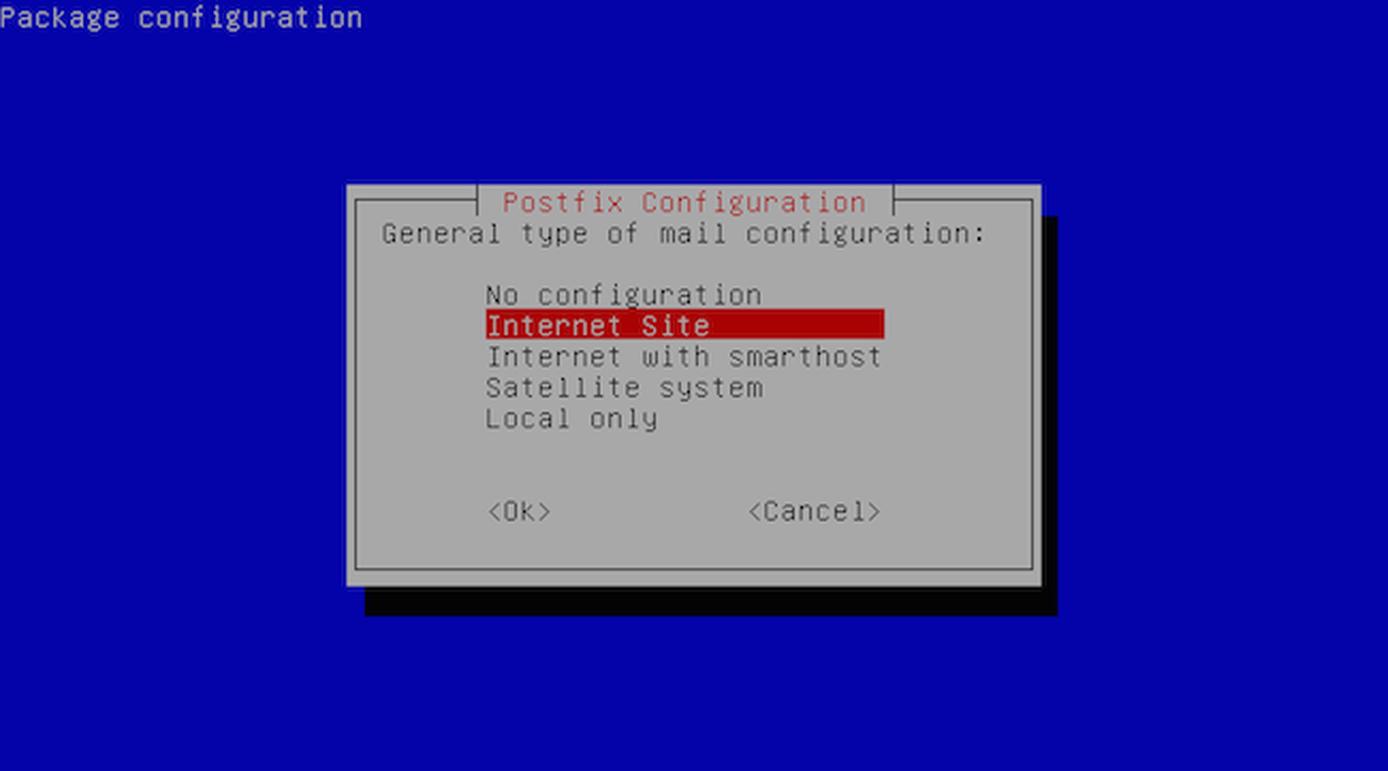 Package configuration
Postfix Configuration
General type of mail configuration:
No configuration
Internet Site
Internet with smarthost
Satellite system
Local only
<Ok> <Cancel>